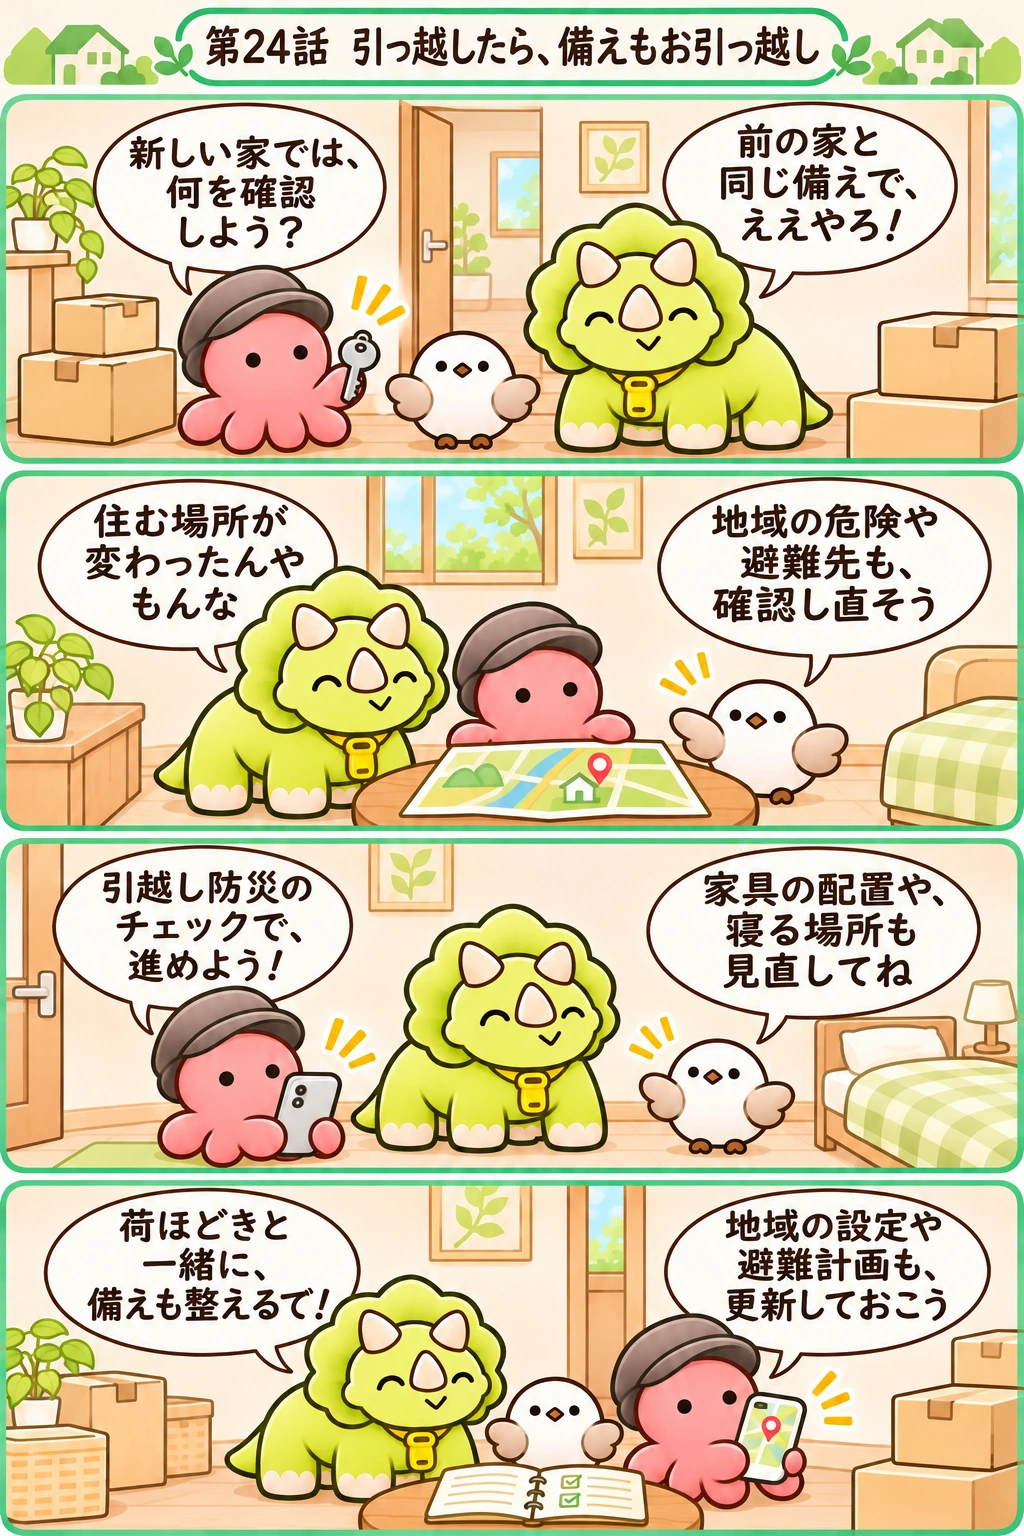 第24話 引っ越したら、備えもお引っ越し
新しい家では、
何を確認
しよう？
前の家と
同じ備えで、
ええやろ！
住む場所が
変わったんや
もんな
地域の危険や
避難先も、
確認し直そう
引越し防災の
チェックで、
進めよう！
家具の配置や、
寝る場所も
見直してね
荷ほどきと
一緒に、
備えも整えるで！
地域の設定や
避難計画も、
更新しておこう